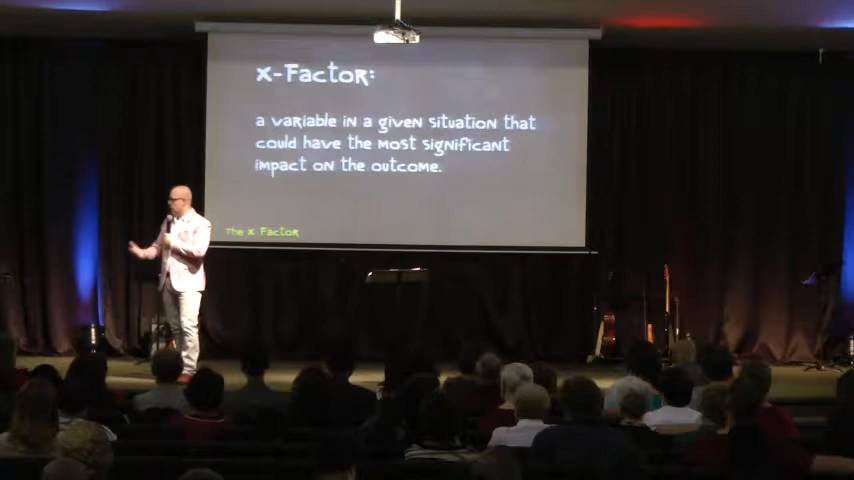 x-Factor:
a variable in a given situation that
could have the most significant
impact on the outcome.
The x Factor